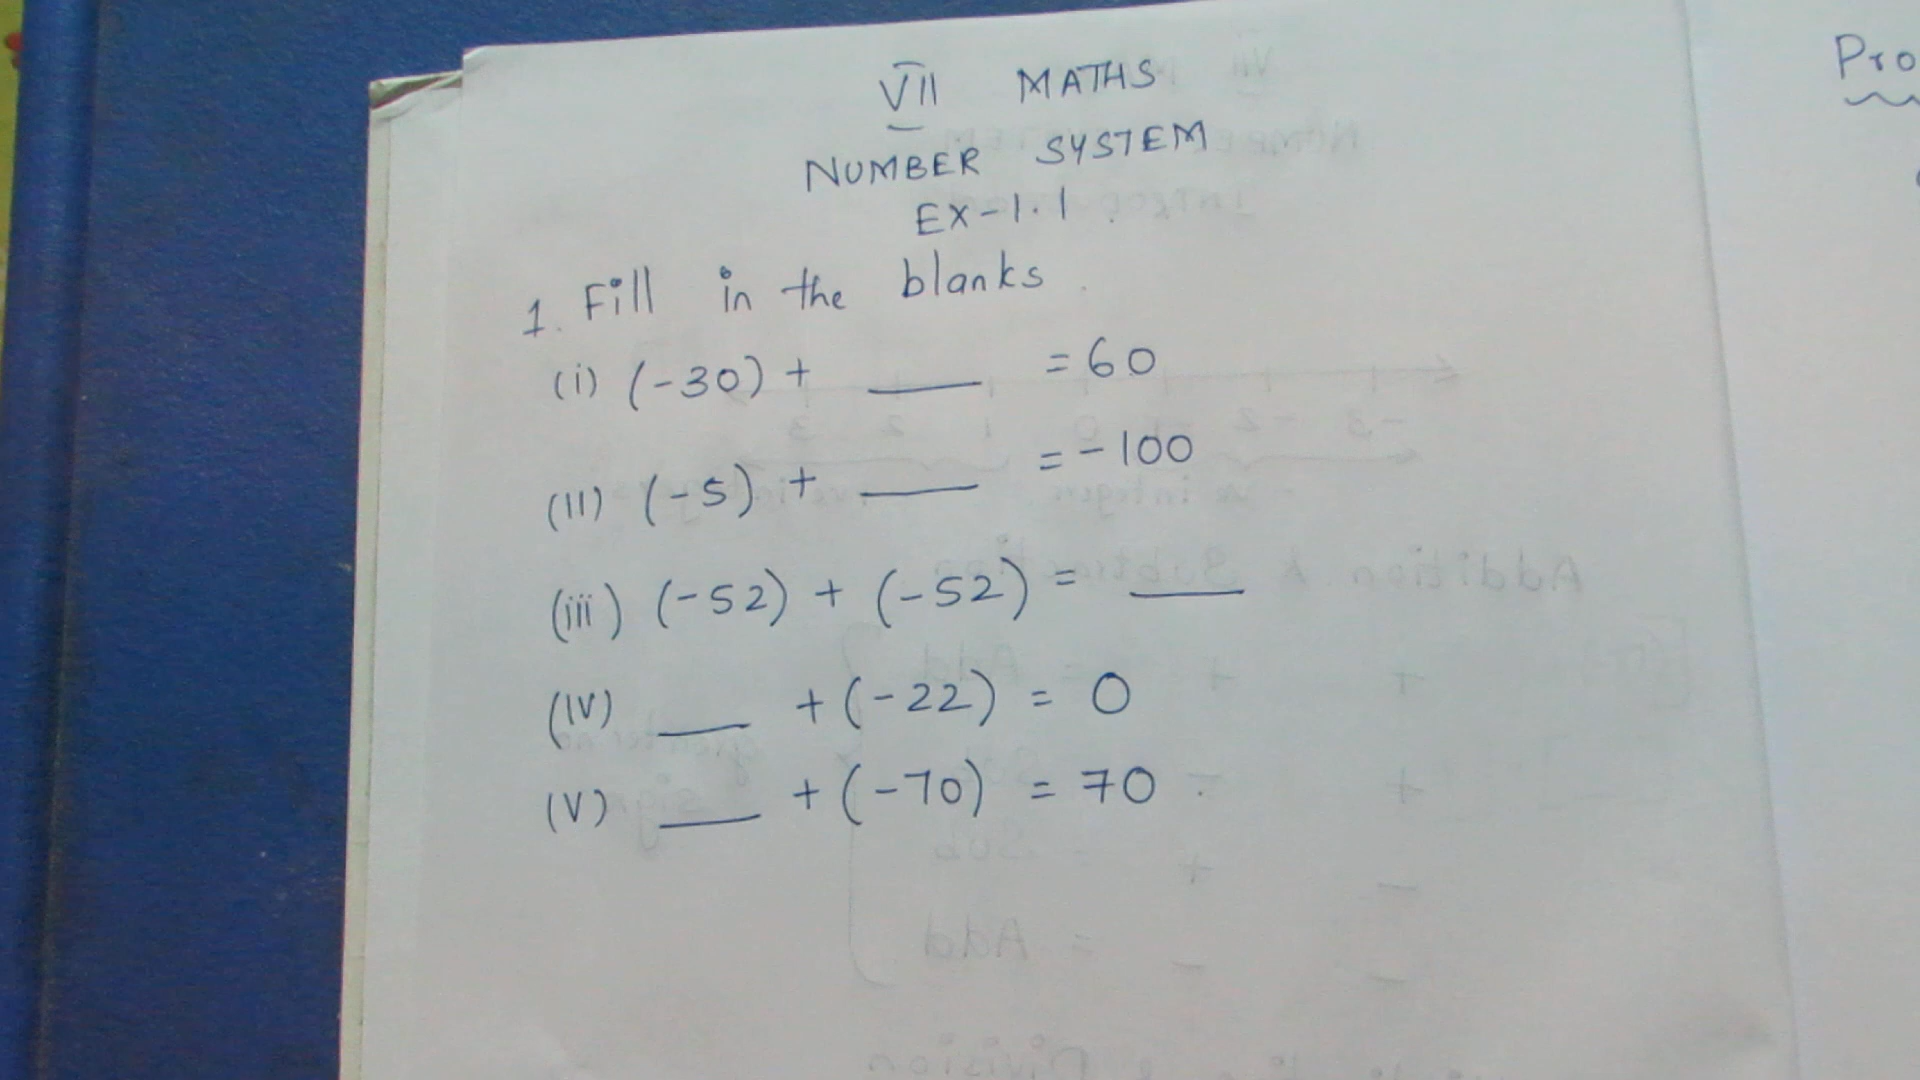 VII MATHS
NUMBER SYSTEM
EX-1.1
1. Fill in the blanks
(i) (-30) + ____ = 60
(II) (-5) + ____ = -100
(iii) (-52) + (-52) = ____
(IV) ____ + (-22) = 0
(V) ____ + (-70) = 70